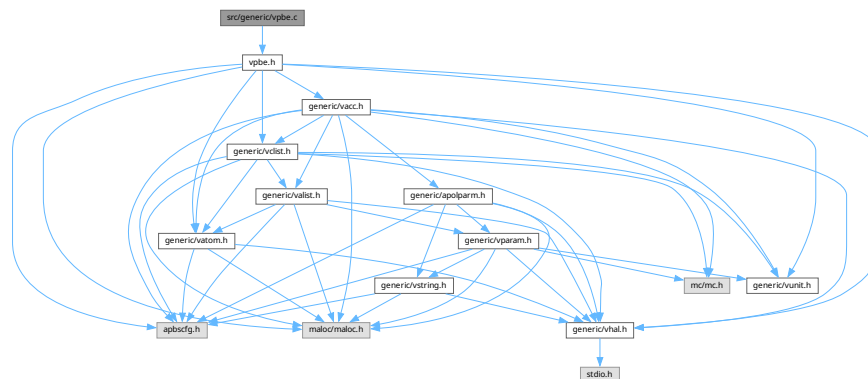 src/generic/vpbe.c
vpbe.h
generic/vacc.h
generic/vclist.h
generic/valist.h
generic/apolparm.h
generic/vatom.h
generic/vparam.h
generic/vstring.h
mc/mc.h
generic/vunit.h
apbscfg.h
maloc/maloc.h
generic/vhal.h
stdio.h